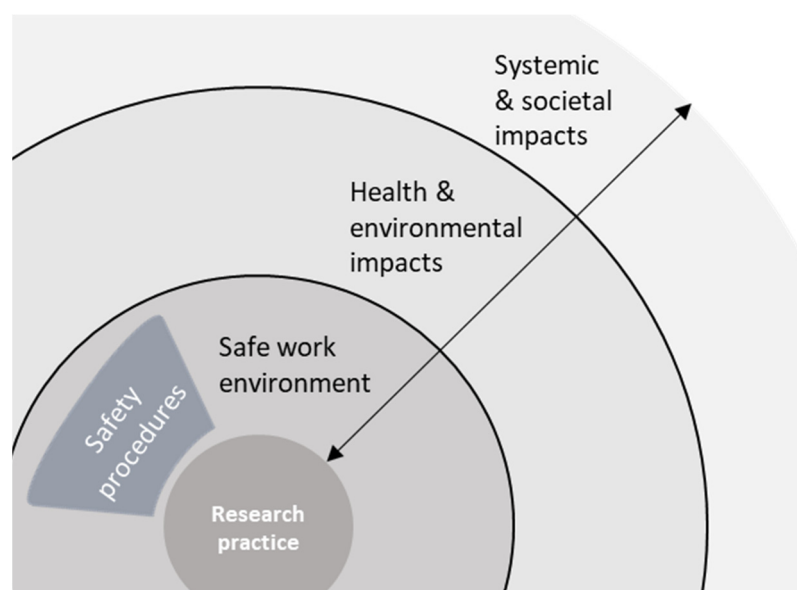 Systemic
& societal
impacts
Health &
environmental
impacts
Safe work
environment
Safety
procedures
Research
practice